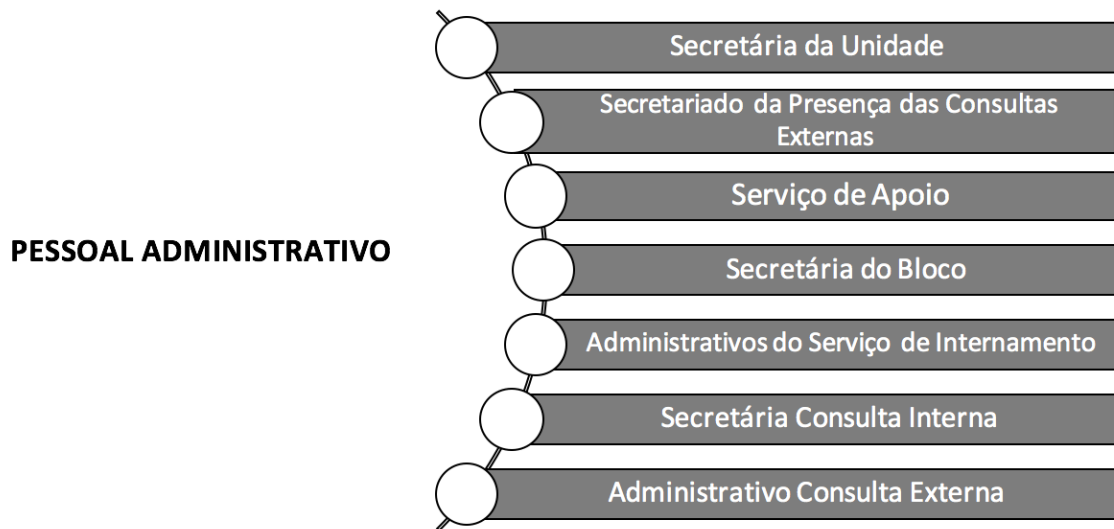 Secretária da Unidade
Secretariado da Presença das Consultas
Externas
Serviço de Apoio
PESSOAL ADMINISTRATIVO
Secretária do Bloco
Administrativos do Serviço de Internamento
Secretária Consulta Interna
Administrativo Consulta Externa